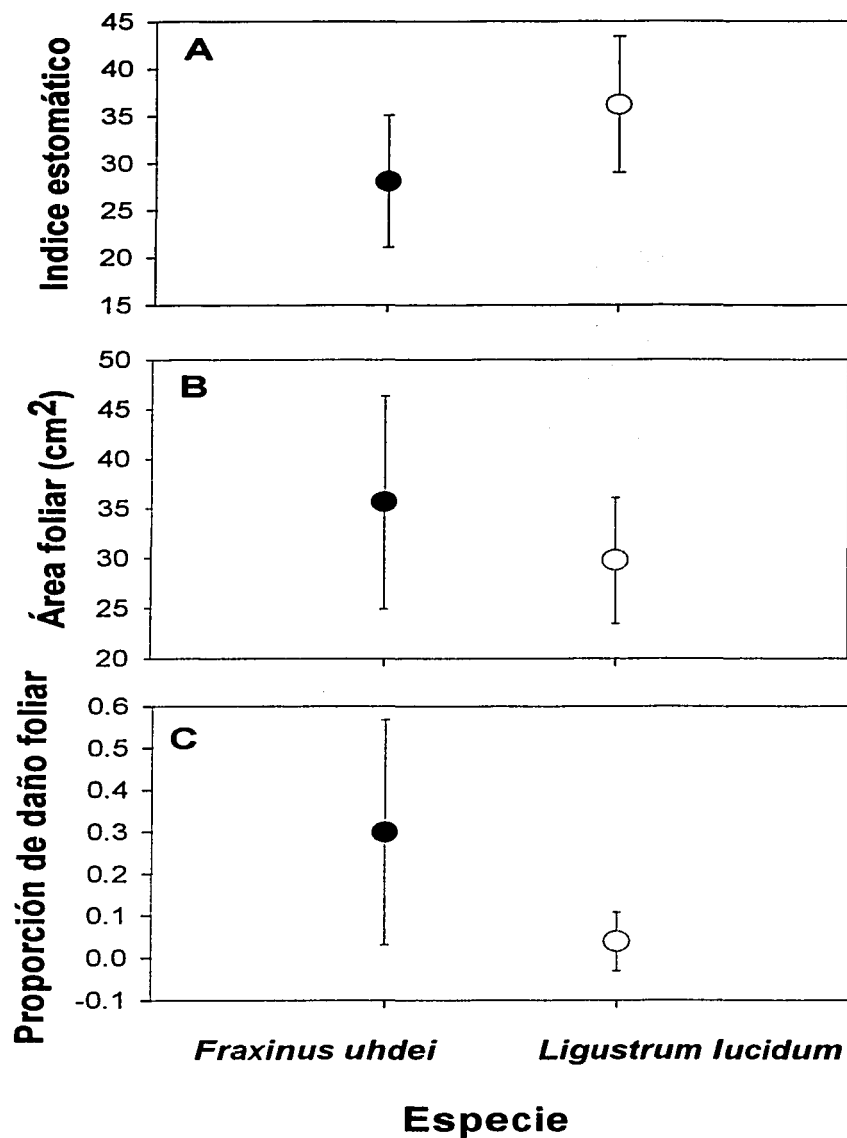 A
Indice estomático
45
40
35
30
25
20
15
B
Área foliar (cm2)
50
45
40
35
30
25
20
C
Proporción de daño foliar
0.6
0.5
0.4
0.3
0.2
0.1
0.0
-0.1
Fraxinus uhdei Ligustrum lucidum
Especie